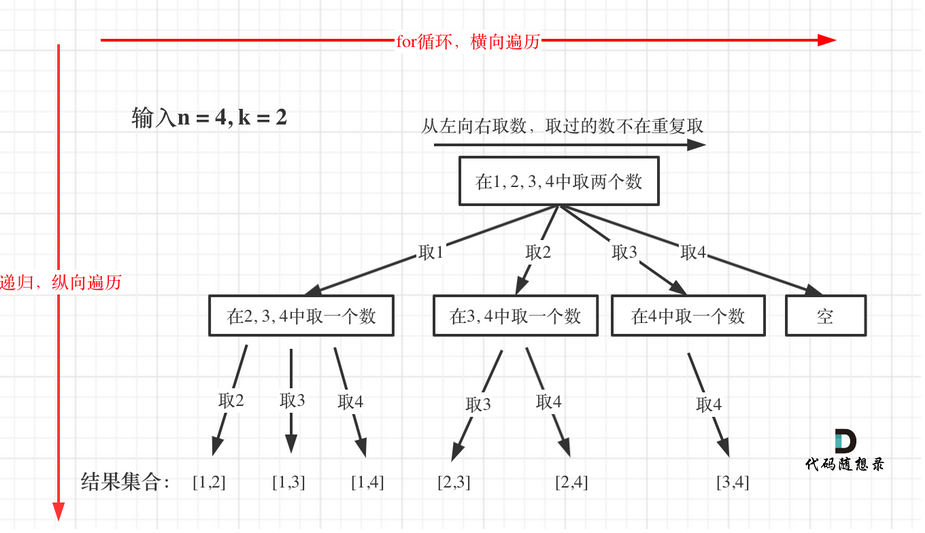 for循环，横向遍历
输入n = 4, k = 2
从左向右取数，取过的数不在重复取
在1, 2, 3, 4中取两个数
取1
取2
取3
取4
递归，纵向遍历
在2, 3, 4中取一个数
在3, 4中取一个数
在4中取一个数
空
取2
取3
取4
取3
取4
取4
代码随想录
结果集合：
[1,2]
[1,3]
[1,4]
[2,3]
[2,4]
[3,4]